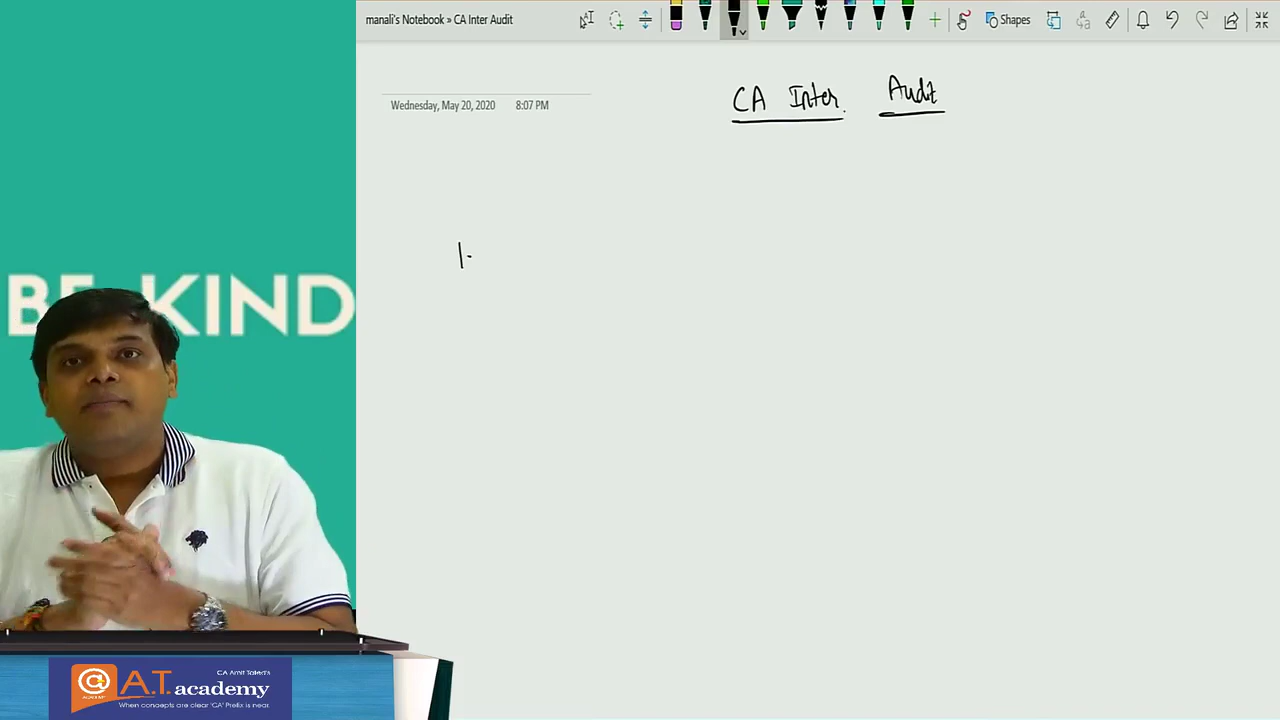 manali's Notebook » CA Inter Audit
Shapes
Wednesday, May 20, 2020 8:07 PM
CA Inter. Audit
1.
BE KIND
CA Amit Talda's
A.T. academy
When concepts are clear 'CA' Prefix is near.